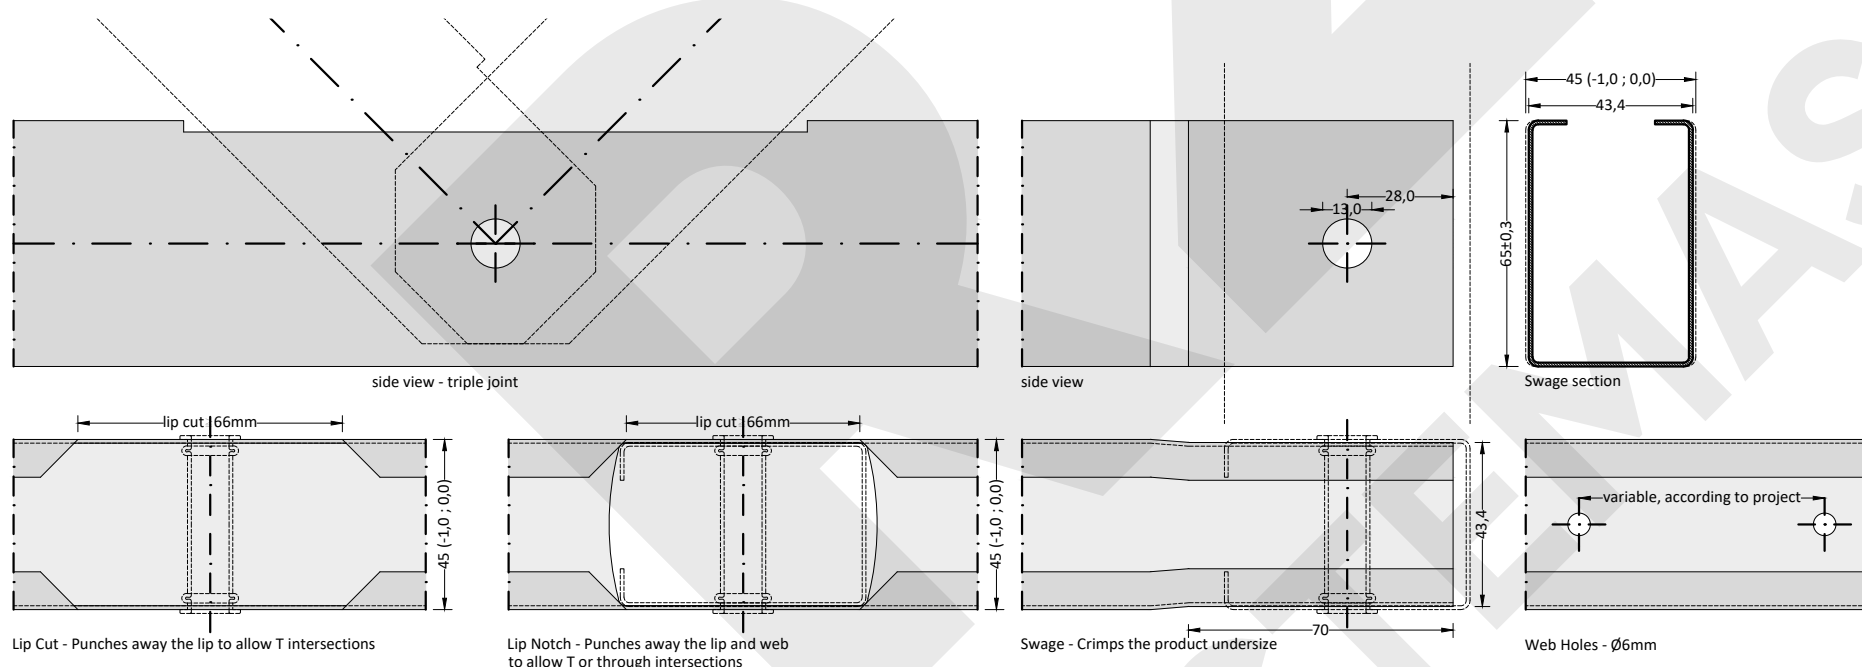 side view - triple joint
28,0
13,0
side view
45 (-1,0 ; 0,0)
43,4
65±0,3
Swage section
lip cut 66mm
45 (-1,0 ; 0,0)
Lip Cut - Punches away the lip to allow T intersections
lip cut 66mm
45 (-1,0 ; 0,0)
Lip Notch - Punches away the lip and web
to allow T or through intersections
43,4
70
Swage - Crimps the product undersize
variable, according to project
Web Holes - Ø6mm
TEMAS